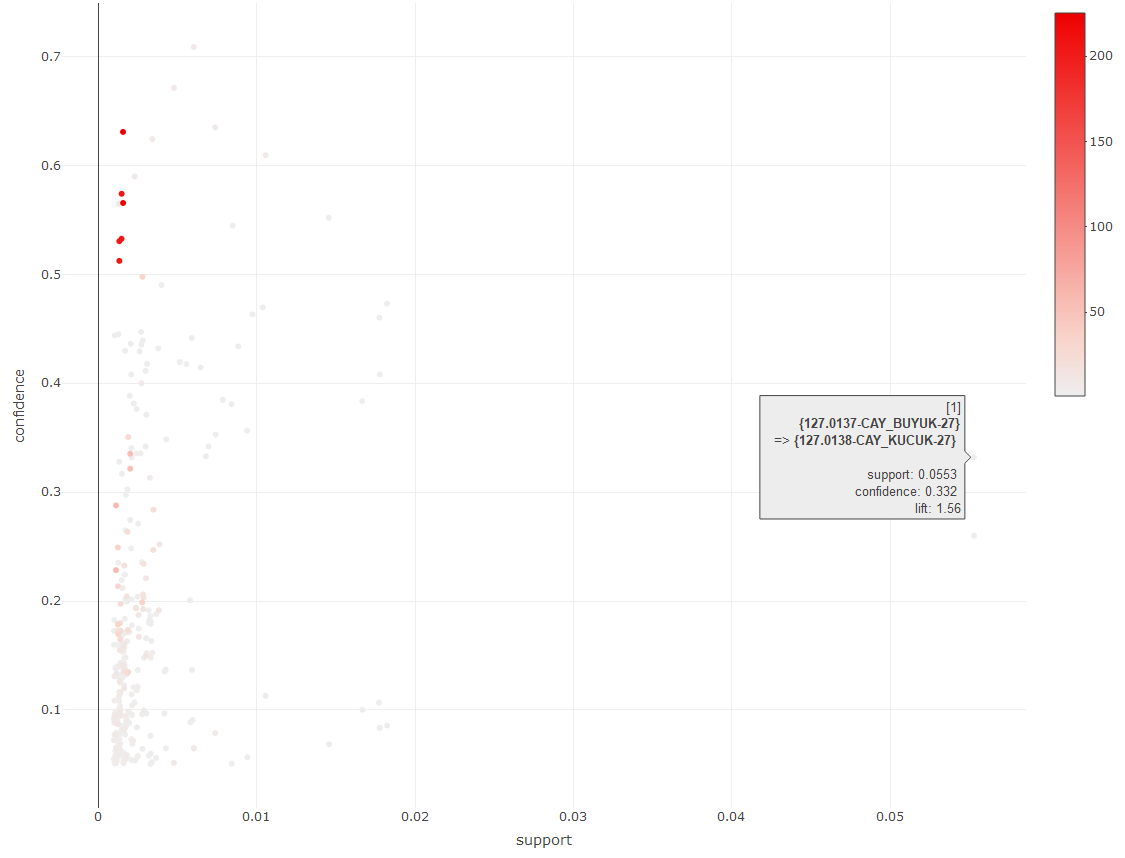 0.7
0.6
0.5
0.4
0.3
0.2
0.1
confidence
0
0.01
0.02
0.03
0.04
0.05
support
[1]
{127.0137-CAY_BUYUK-27}
=> {127.0138-CAY_KUCUK-27}
support: 0.0553
confidence: 0.332
lift: 1.56
200
150
100
50